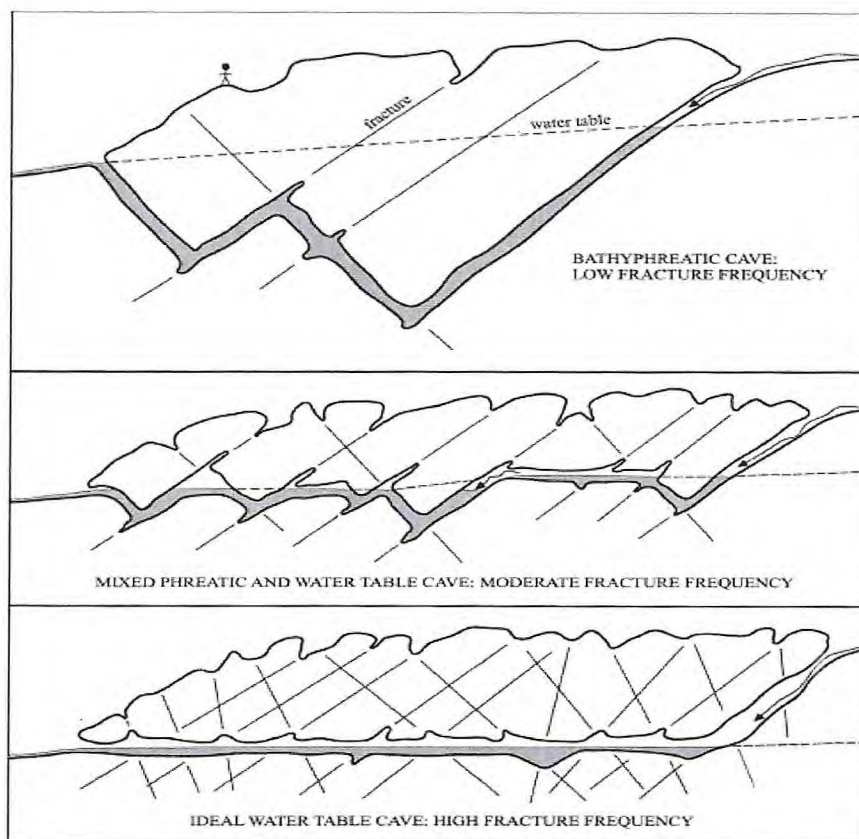 fracture
water table
BATHYPHREATIC CAVE:
LOW FRACTURE FREQUENCY
MIXED PHREATIC AND WATER TABLE CAVE: MODERATE FRACTURE FREQUENCY
IDEAL WATER TABLE CAVE: HIGH FRACTURE FREQUENCY